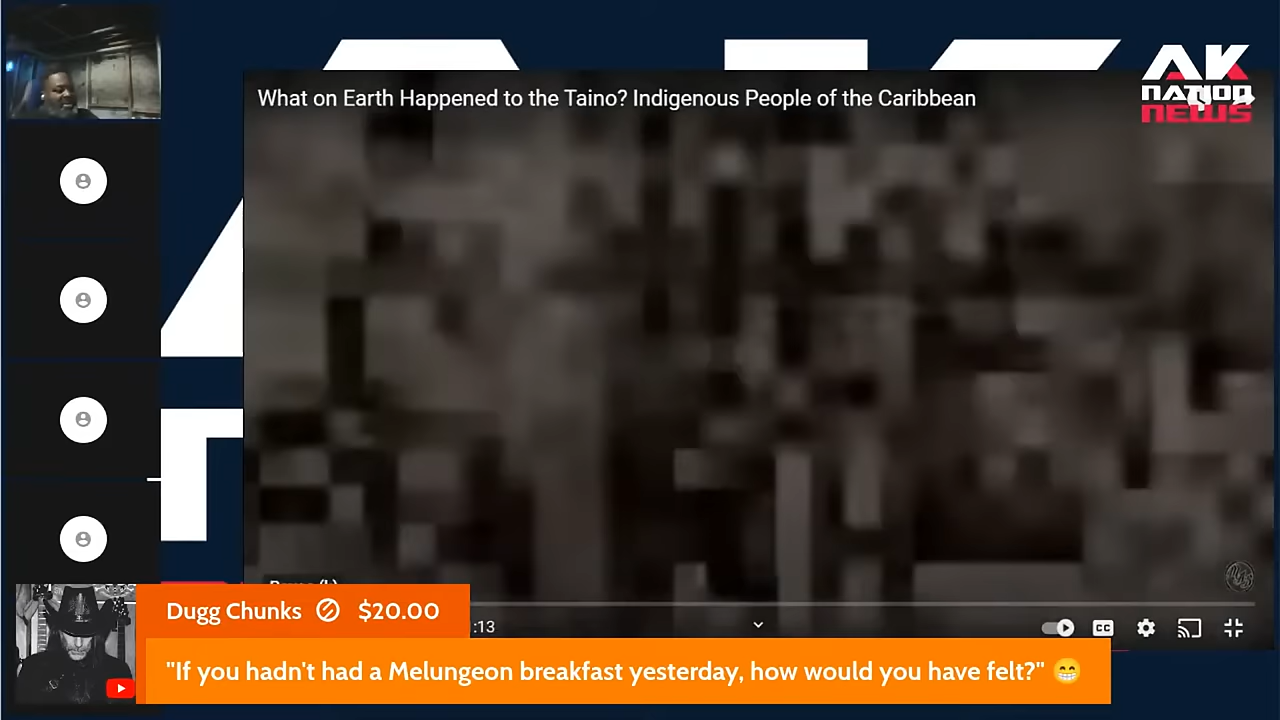 What on Earth Happened to the Taino? Indigenous People of the Caribbean
AK
NATION
NEWS
Dugg Chunks $20.00
:13
CC
"If you hadn't had a Melungeon breakfast yesterday, how would you have felt?" 😁